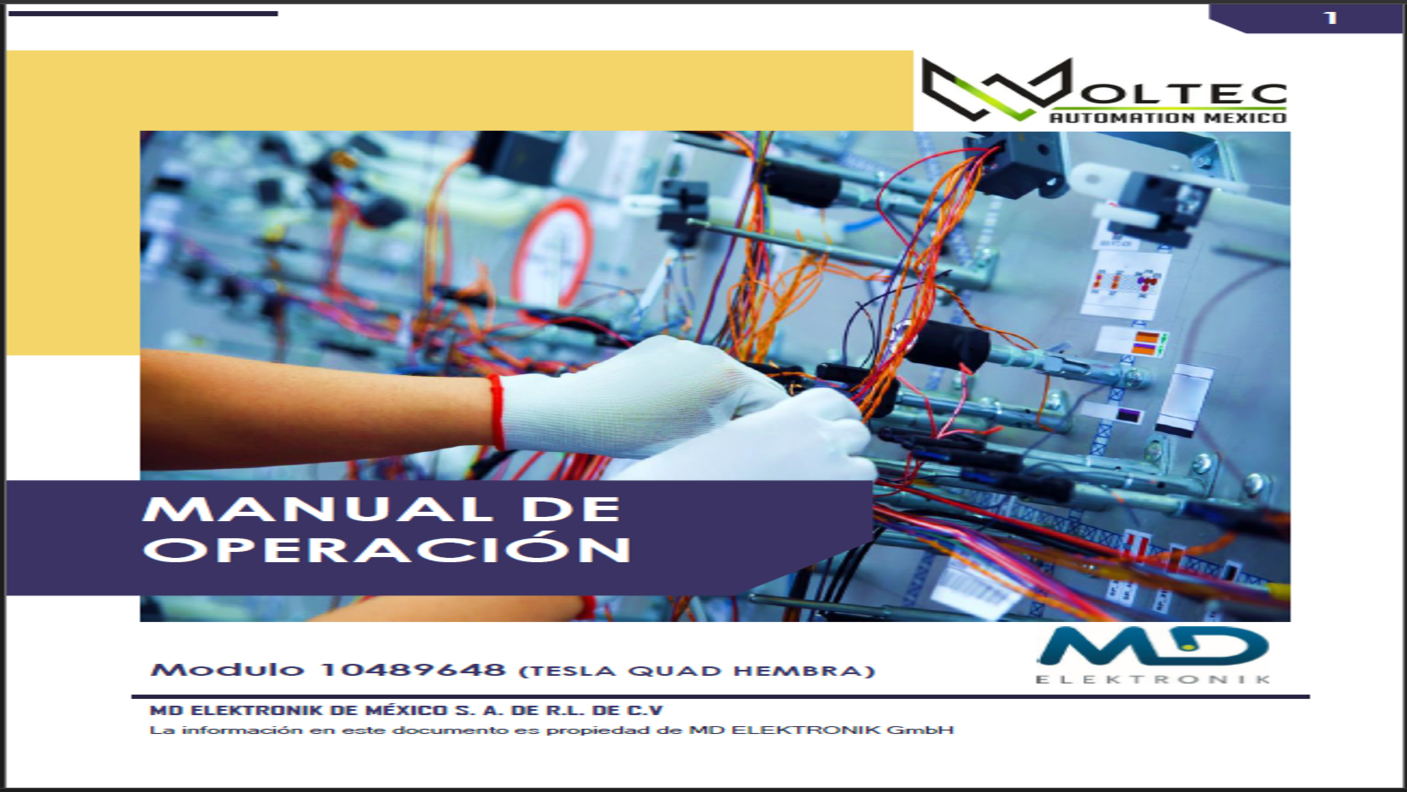 1
WOLTEC
AUTOMATION MEXICO
MANUAL DE
OPERACIÓN
Modulo 10489648 (TESLA QUAD HEMBRA)
MD
ELEKTRONIK
MD ELEKTRONIK DE MÉXICO S. A. DE R.L. DE C.V
La información en este documento es propiedad de MD ELEKTRONIK GmbH